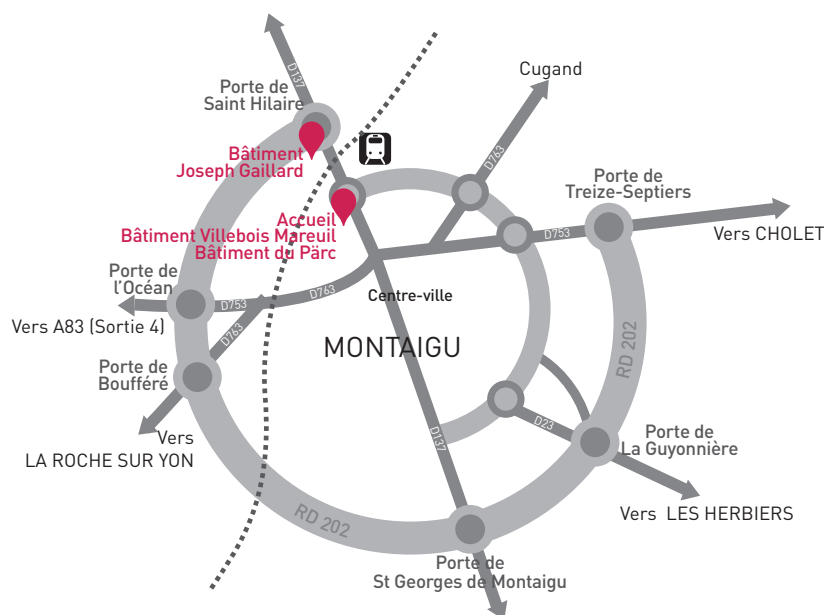 D137
Porte de
Saint Hilaire
Cugand
D763
Bâtiment
Joseph Gaillard
Porte de
Treize-Septiers
Accueil
Bâtiment Villebois Mareuil
Bâtiment du Pärc
D753
Vers CHOLET
Porte de
l'Océan
D753
D763
Centre-ville
Vers A83 (Sortie 4)
D763
MONTAIGU
RD 202
Porte de
Boufféré
Vers
LA ROCHE SUR YON
D137
D23
Porte de
La Guyonnière
RD 202
Vers LES HERBIERS
Porte de
St Georges de Montaigu